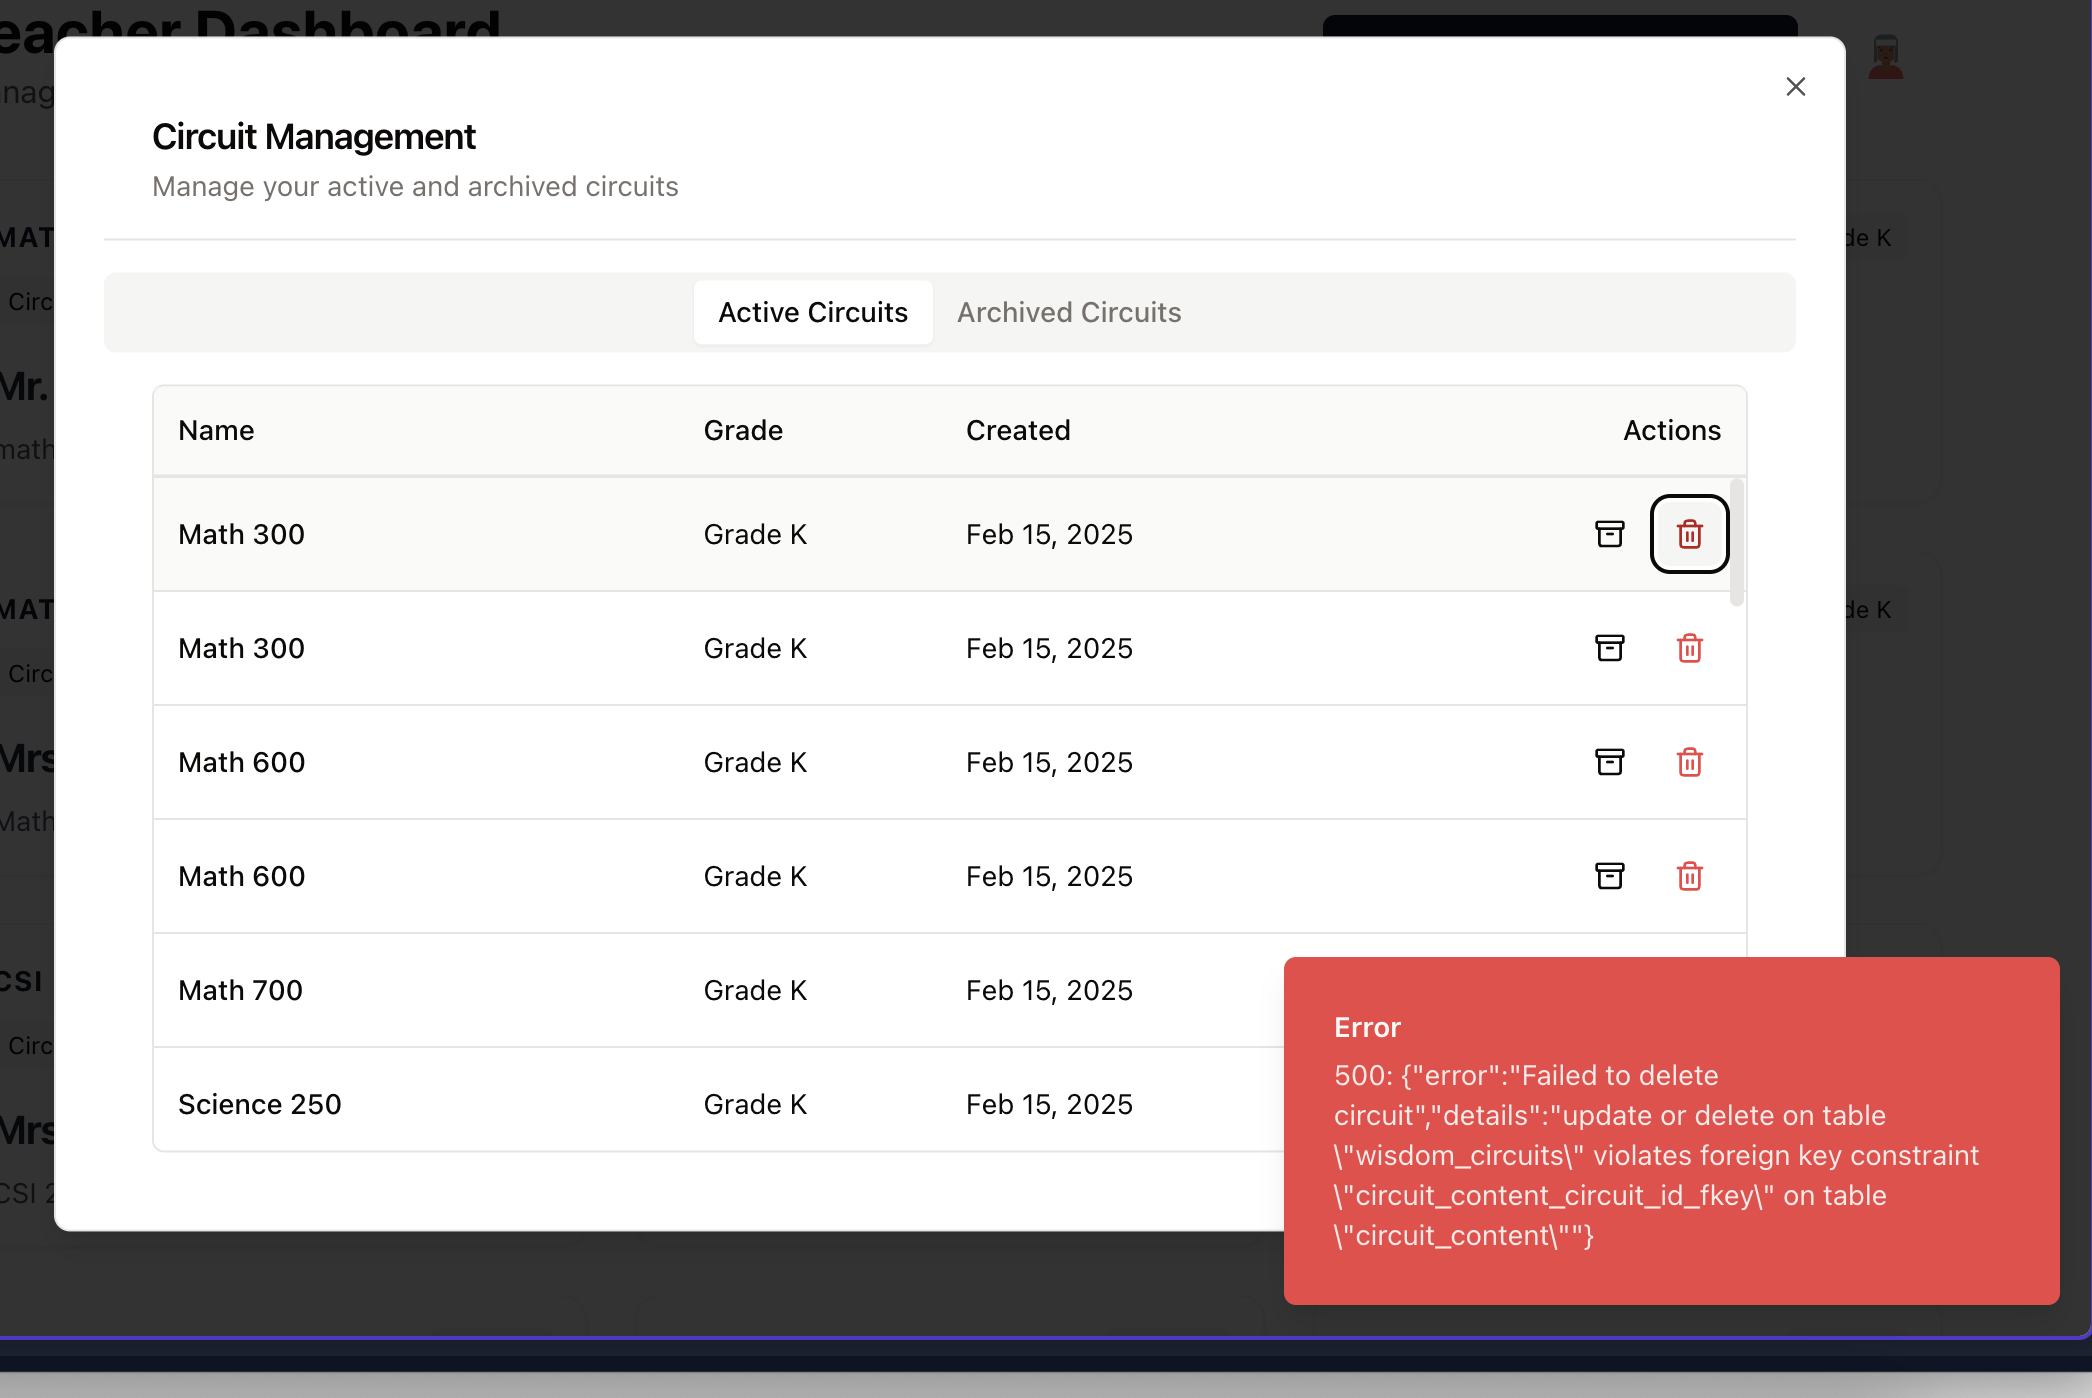 eacher Dashboard
nag
Circuit Management
Manage your active and archived circuits
MAT
de K
Circ
Active Circuits Archived Circuits
Mr.
math
Name Grade Created Actions
Math 300 Grade K Feb 15, 2025
MAT
de K
Circ
Math 300 Grade K Feb 15, 2025
Mrs
Math 600 Grade K Feb 15, 2025
Math
Math 600 Grade K Feb 15, 2025
CSI
Math 700 Grade K Feb 15, 2025
Circ
Science 250 Grade K Feb 15, 2025
Mrs
CSI 2
Error
500: {"error":"Failed to delete
circuit","details":"update or delete on table
\"wisdom_circuits\" violates foreign key constraint
\"circuit_content_circuit_id_fkey\" on table
\"circuit_content\""}